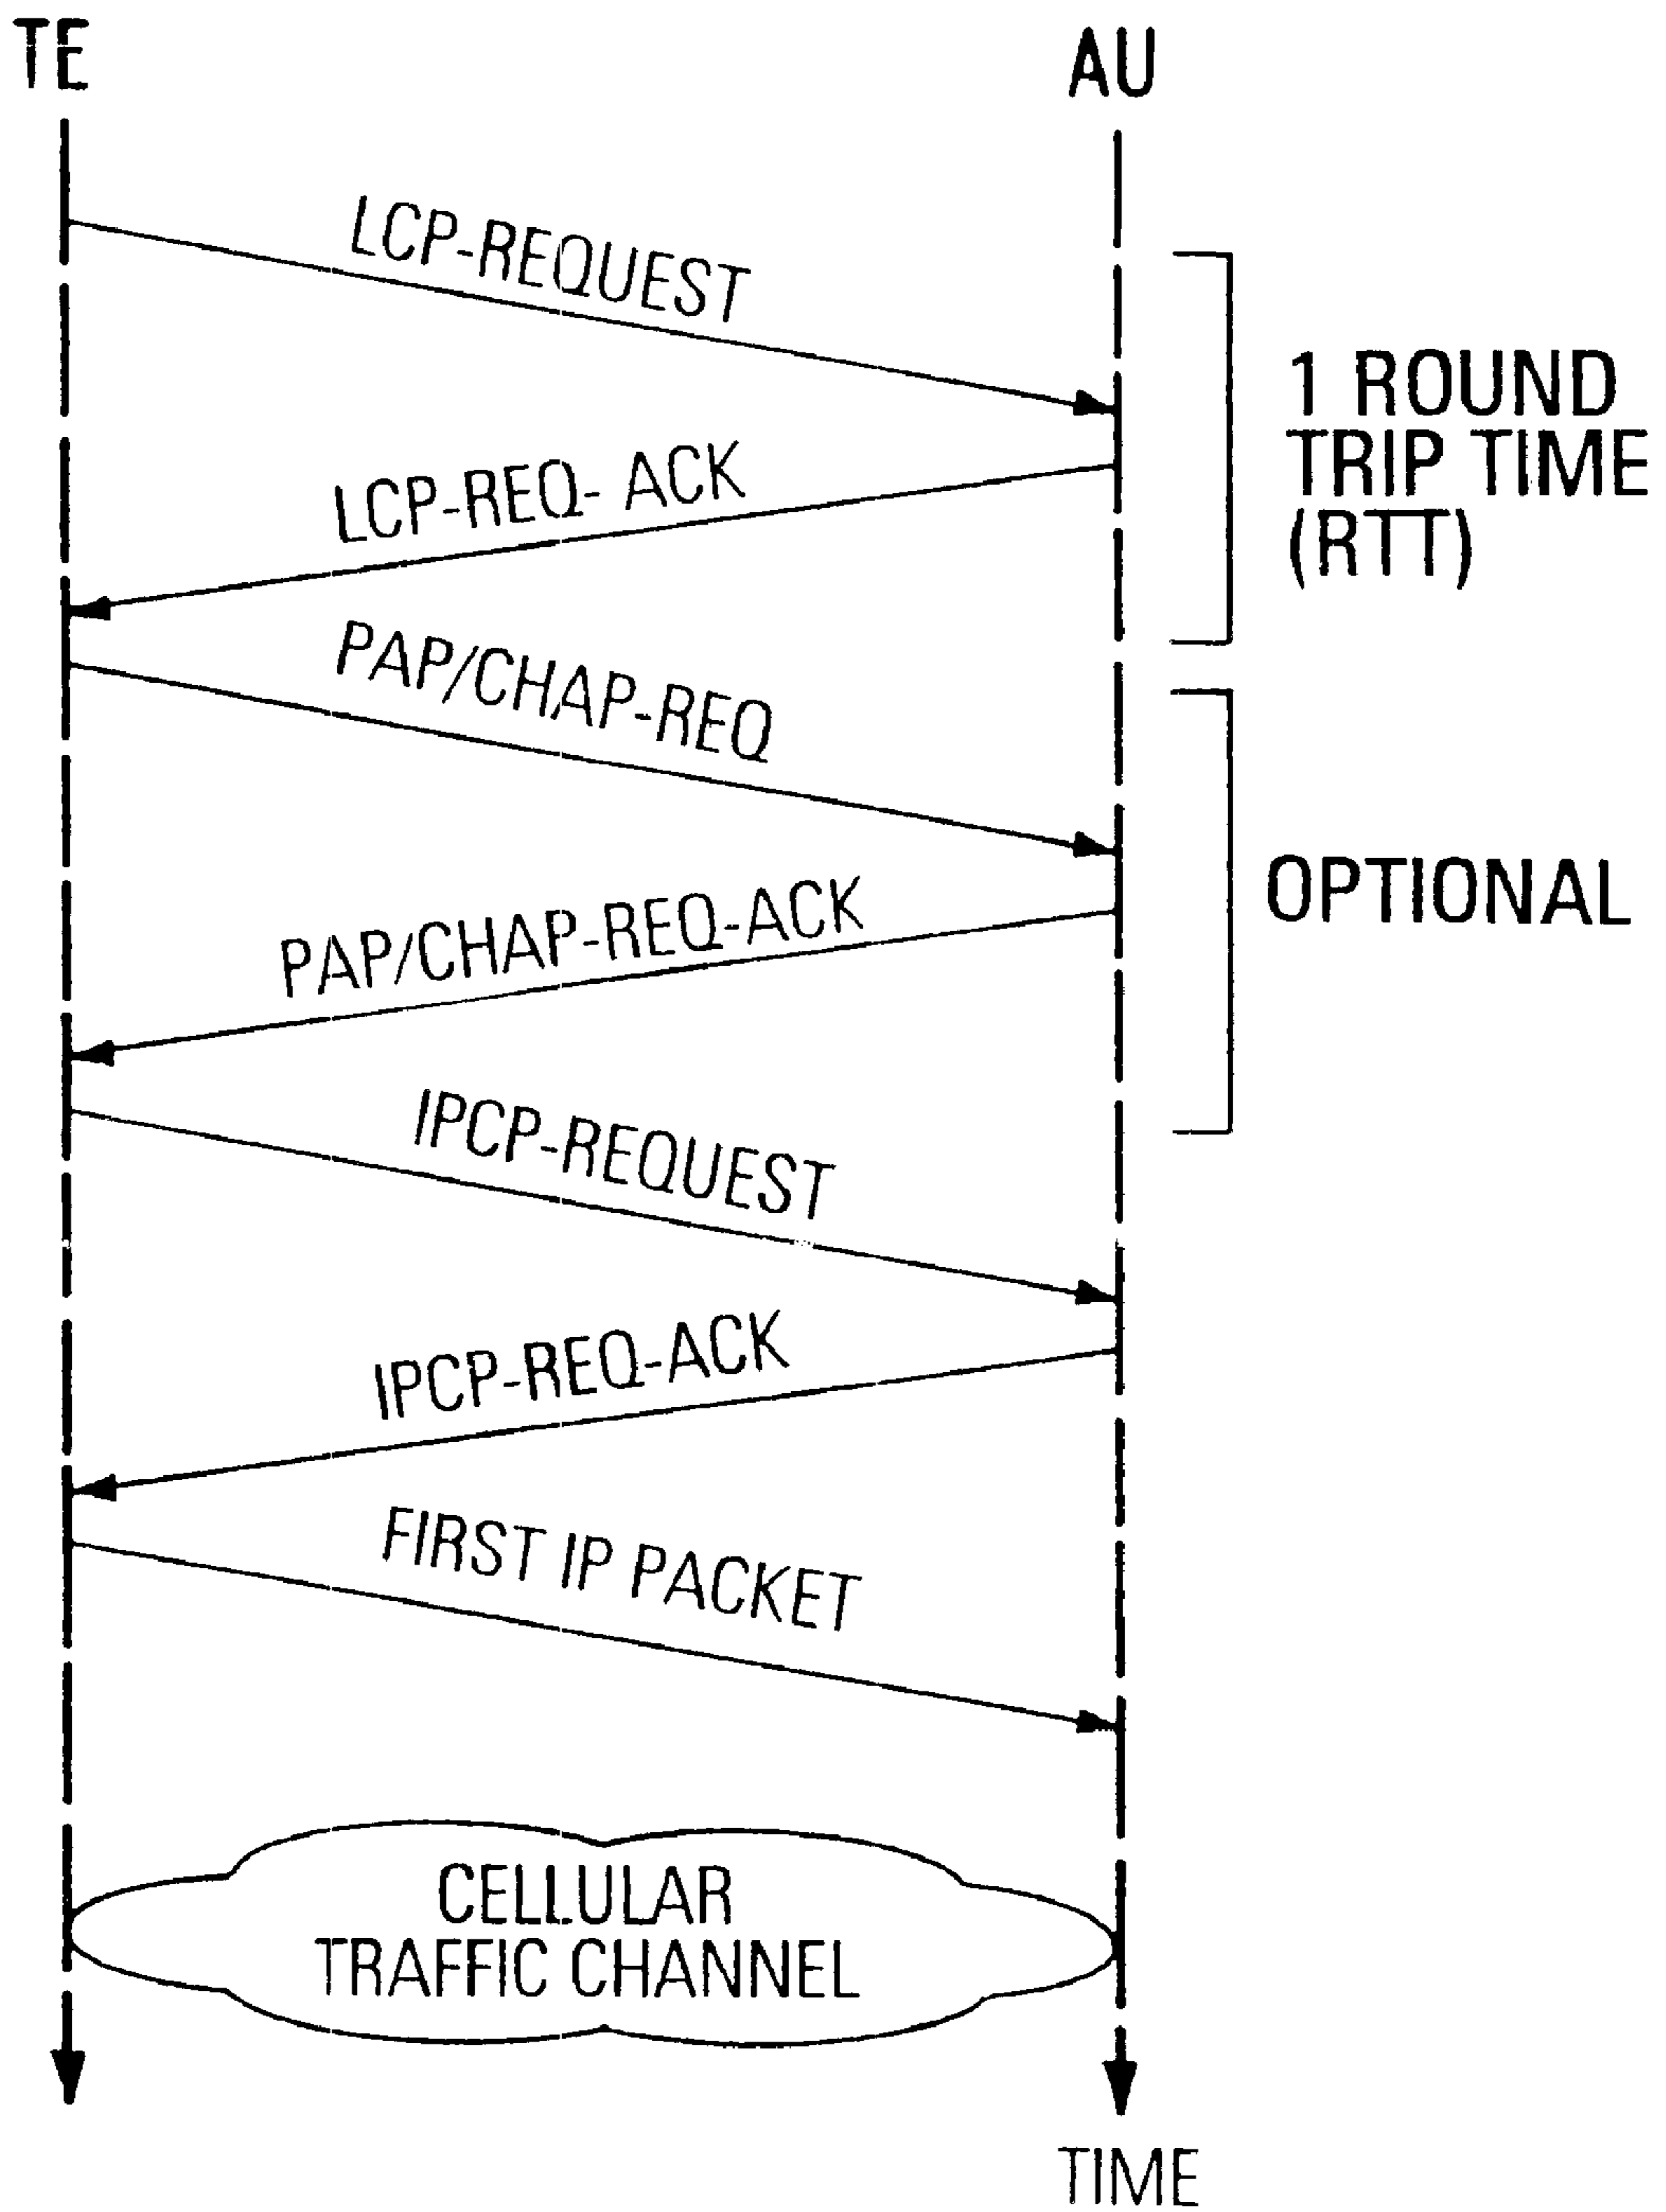 TE
AU
LCP-REQUEST
1 ROUND
TRIP TIME
(RTT)
LCP-REQ- ACK
PAP/CHAP-REQ
OPTIONAL
PAP/CHAP-REQ-ACK
IPCP-REQUEST
IPCP-REQ-ACK
FIRST IP PACKET
CELLULAR
TRAFFIC CHANNEL
TIME